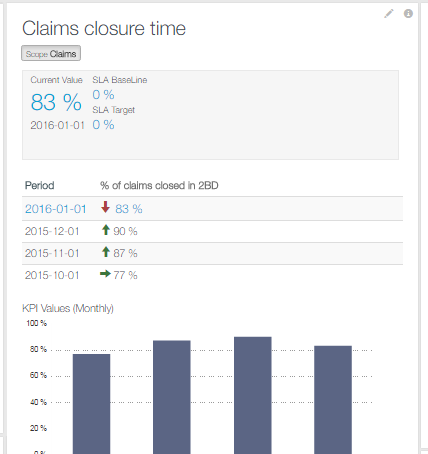 Claims closure time
Scope Claims
Current Value SLA BaseLine
83 % 0 %
SLA Target
2016-01-01 0 %
Period % of claims closed in 2BD
2016-01-01 83 %
2015-12-01 90 %
2015-11-01 87 %
2015-10-01 77 %
KPI Values (Monthly)
100 %
80 %
60 %
40 %
20 %
0 %